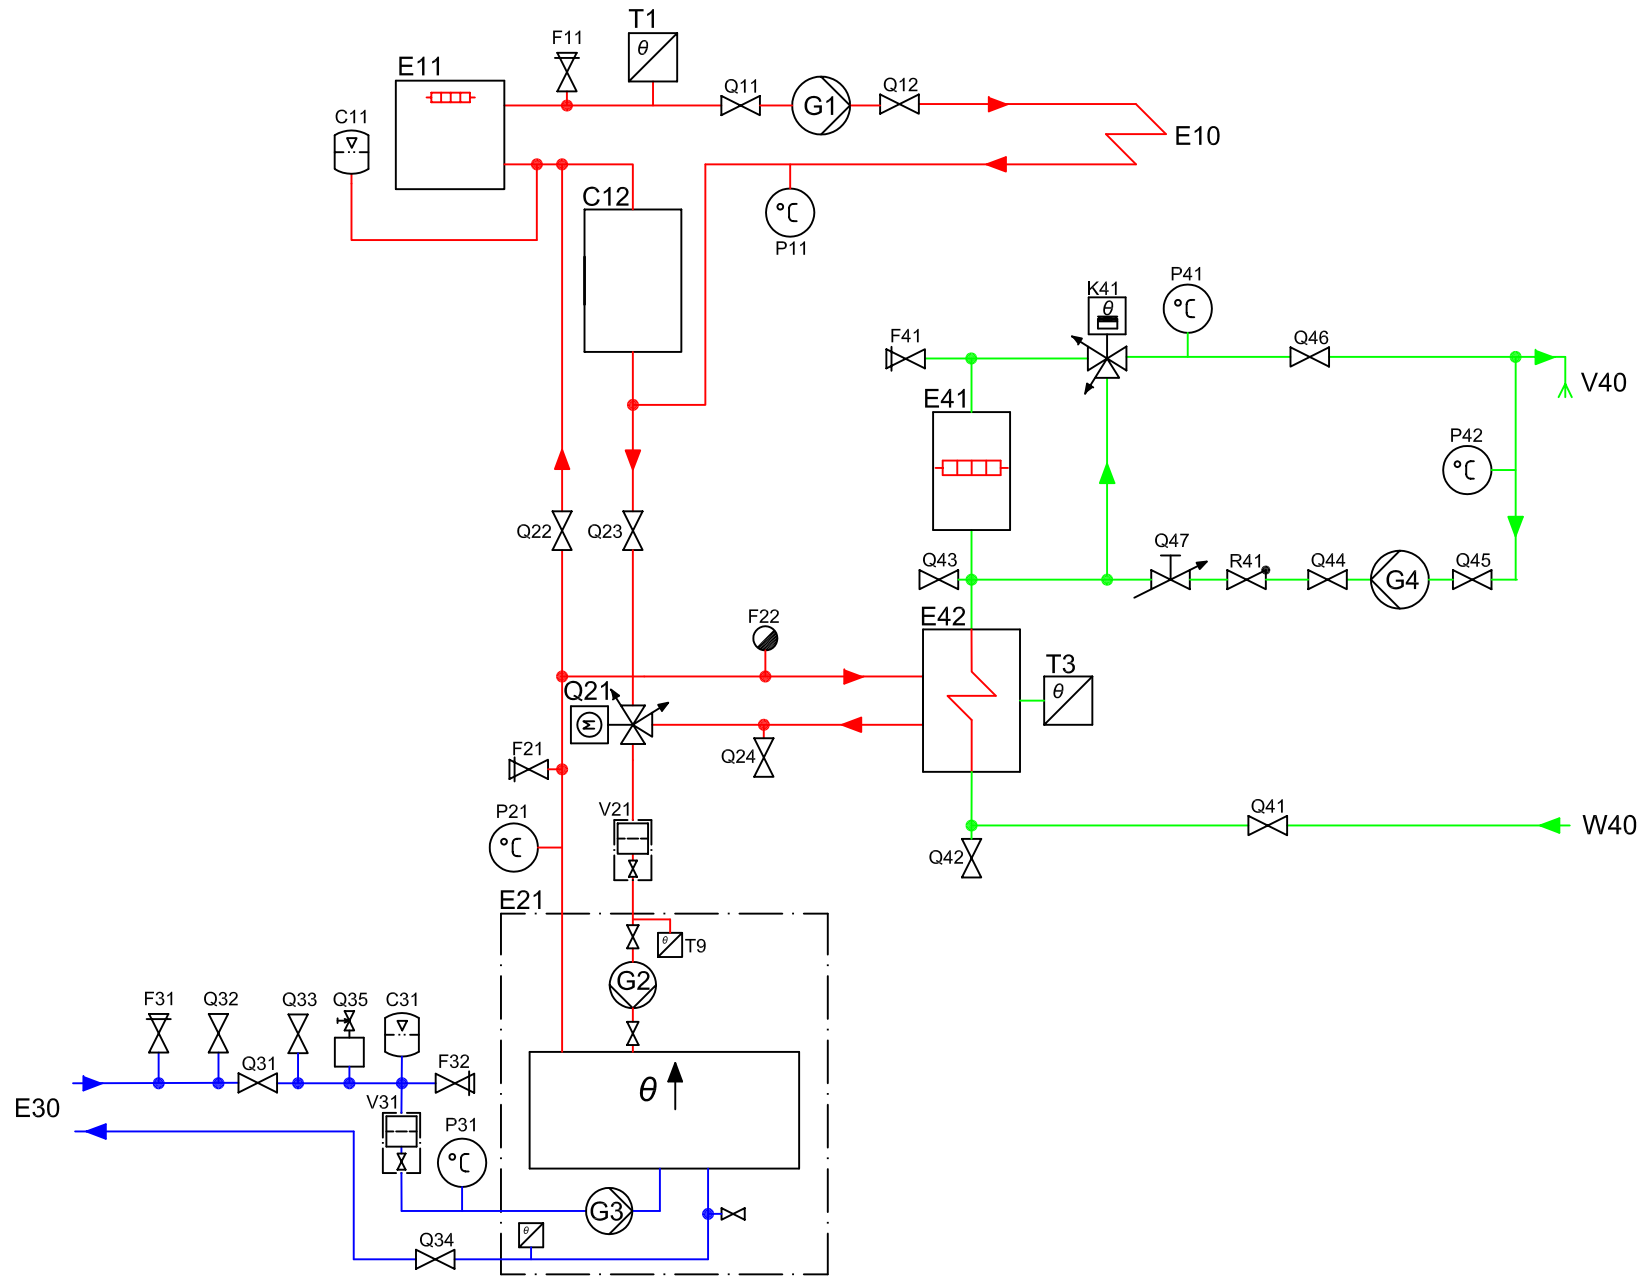 T1
F11
E11
θ
Q11
Q12
G1
C11
E10
C12
°C
P11
P41
K41
θ
°C
F41
Q46
V40
E41
P42
°C
Q22
Q23
Q43
Q47
R41
Q44
G4
Q45
F22
E42
T3
θ
Q21
M
Q24
F21
P21
°C
V21
Q41
W40
Q42
E21
θ
T9
G2
F31
Q32
Q33
Q35
C31
Q31
F32
θ
E30
V31
P31
°C
G3
Q34
θ